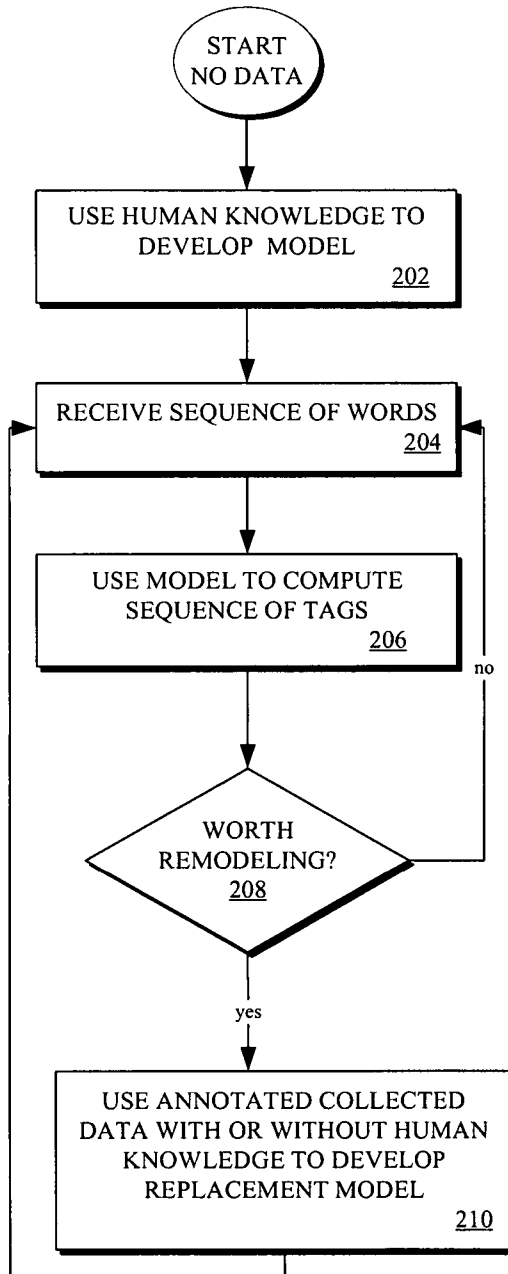 START
NO DATA
USE HUMAN KNOWLEDGE TO
DEVELOP MODEL
202
RECEIVE SEQUENCE OF WORDS
204
USE MODEL TO COMPUTE
SEQUENCE OF TAGS
206
no
WORTH
REMODELING?
208
yes
USE ANNOTATED COLLECTED
DATA WITH OR WITHOUT HUMAN
KNOWLEDGE TO DEVELOP
REPLACEMENT MODEL
210